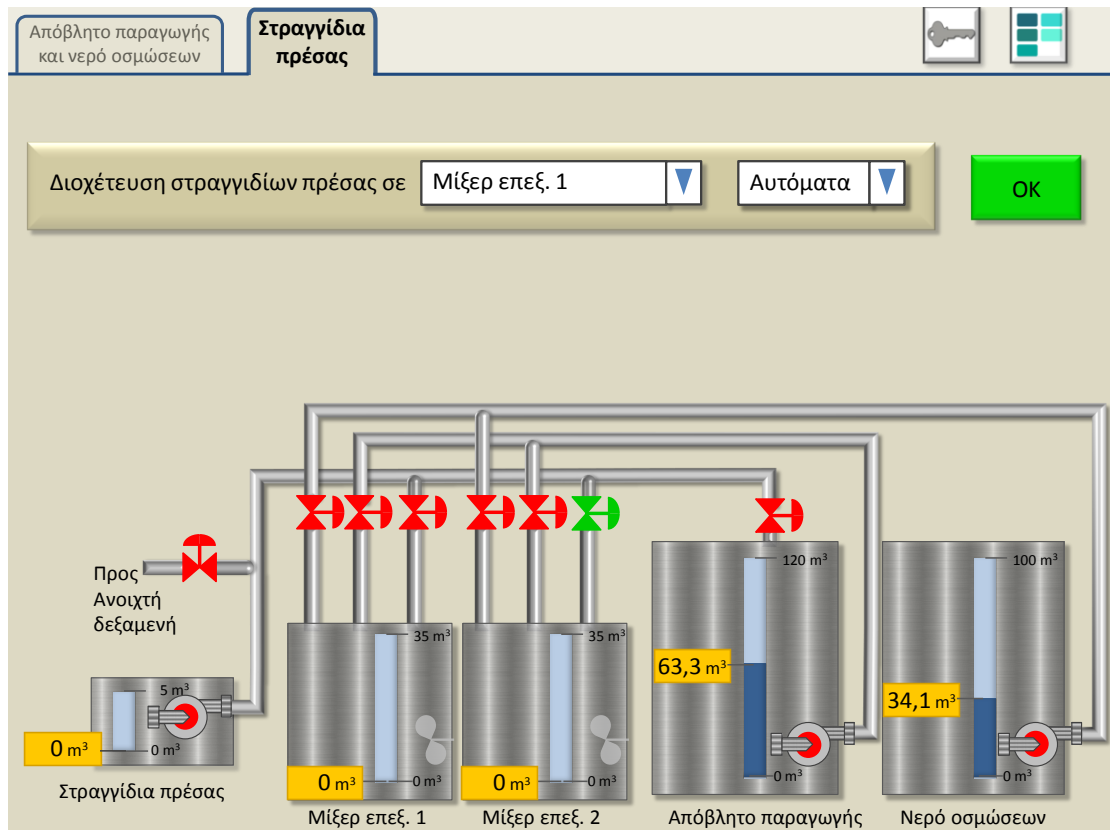 Απόβλητο παραγωγής
και νερό οσμώσεων
Στραγγίδια
πρέσας
Διοχέτευση στραγγιδίων πρέσας σε
Μίξερ επεξ. 1
Αυτόματα
OK
Προς
Ανοιχτή
δεξαμενή
5 m³
0 m³
0 m³
Στραγγίδια πρέσας
35 m³
0 m³
0 m³
Μίξερ επεξ. 1
35 m³
0 m³
0 m³
Μίξερ επεξ. 2
120 m³
63,3 m³
0 m³
Απόβλητο παραγωγής
100 m³
34,1 m³
0 m³
Νερό οσμώσεων